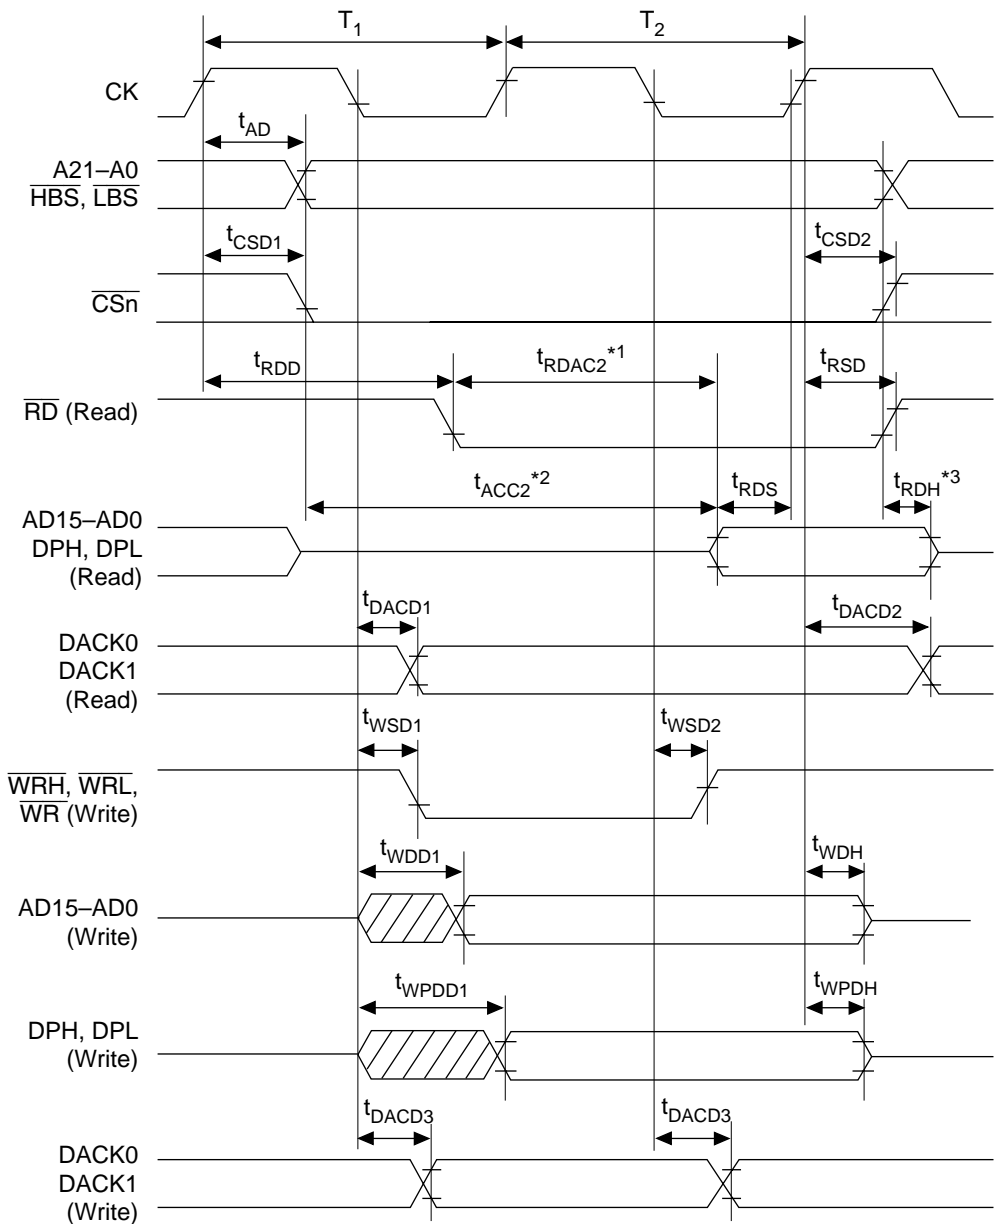 T1 T2
CK
tAD
A21–A0
HBS, LBS
tCSD1 tCSD2
CSn
tRDD tRDAC2*1 tRSD
RD (Read)
tACC2*2 tRDS tRDH*3
AD15–AD0
DPH, DPL
(Read)
tDACD1 tDACD2
DACK0
DACK1
(Read)
tWSD1 tWSD2
WRH, WRL,
WR (Write)
tWDD1 tWDH
AD15–AD0
(Write)
tWPDD1 tWPDH
DPH, DPL
(Write)
tDACD3 tDACD3
DACK0
DACK1
(Write)